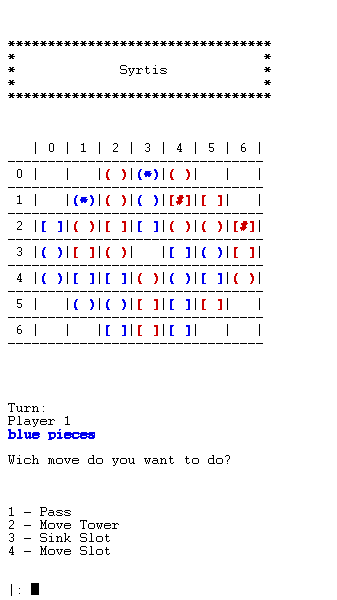 *******************************
*                             *
*            Syrtis           *
*                             *
*******************************
   | 0 | 1 | 2 | 3 | 4 | 5 | 6 |
 0 |   |   |( )|(*)|( )|   |   |
 1 |   |(*)|( )|( )|[#]|[ ]|   |
 2 |[ ]|( )|[ ]|[ ]|( )|( )|[#]|
 3 |( )|[ ]|( )|   |[ ]|( )|[ ]|
 4 |( )|[ ]|[ ]|( )|[ ]|[ ]|( )|
 5 |   |( )|( )|[ ]|[ ]|[ ]|   |
 6 |   |   |[ ]|[ ]|[ ]|   |   |
Turn:
Player 1
blue pieces
Wich move do you want to do?
1 - Pass
2 - Move Tower
3 - Sink Slot
4 - Move Slot
|: